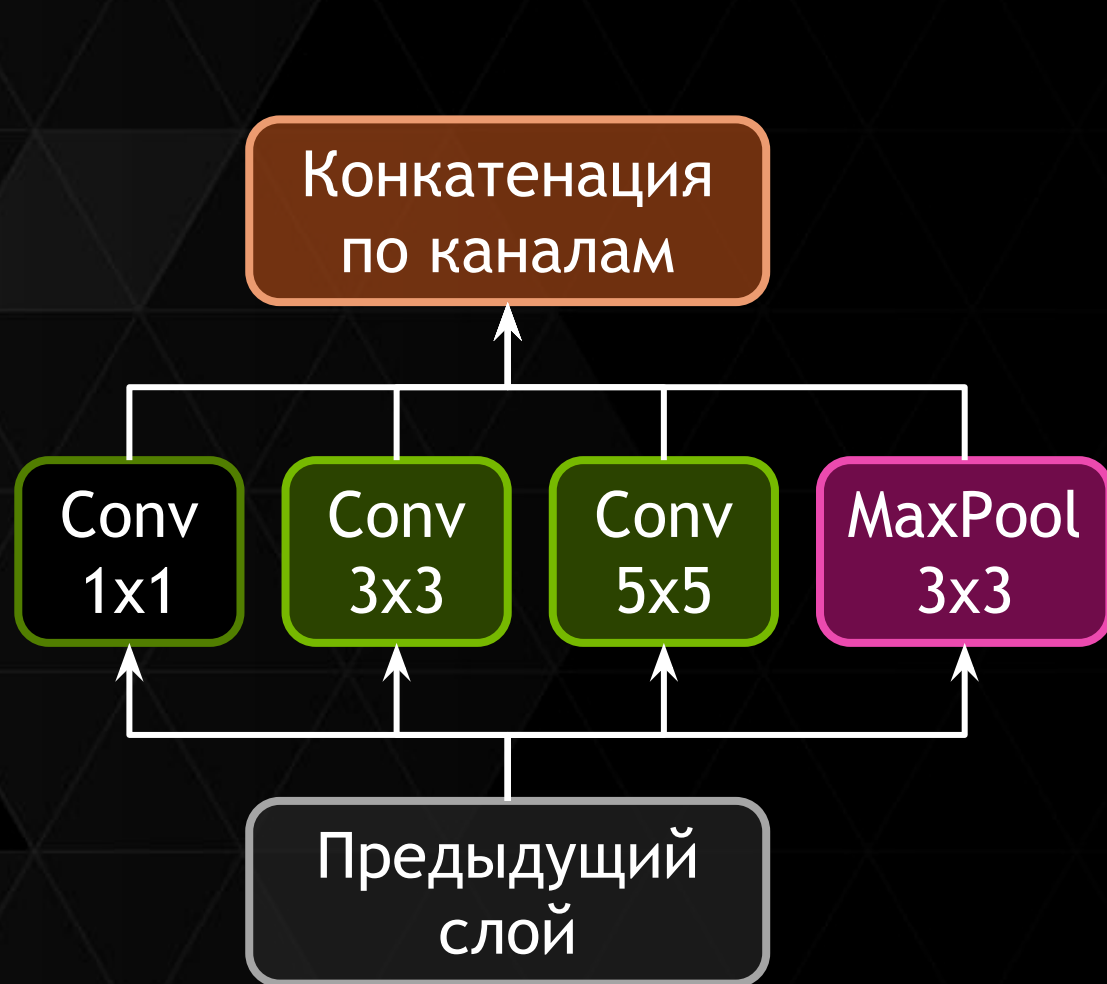 Конкатенация
по каналам
Conv
1x1
Conv
3x3
Conv
5x5
MaxPool
3x3
Предыдущий
слой